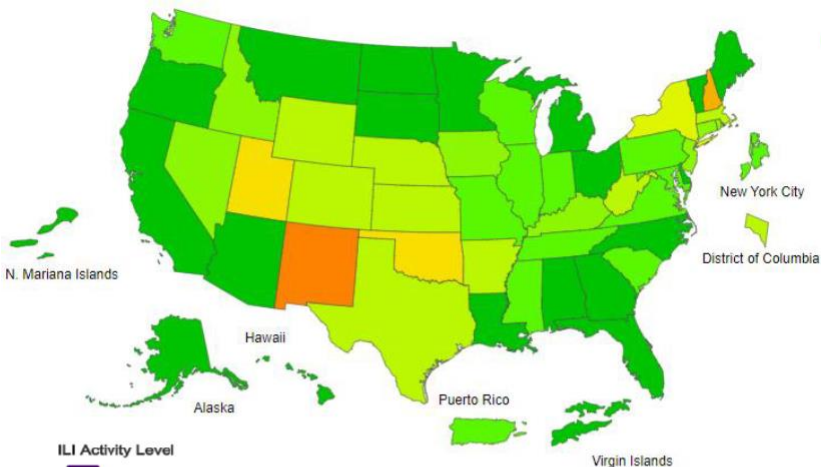 New York City
District of Columbia
N. Mariana Islands
Hawaii
Alaska
Puerto Rico
Virgin Islands
ILI Activity Level